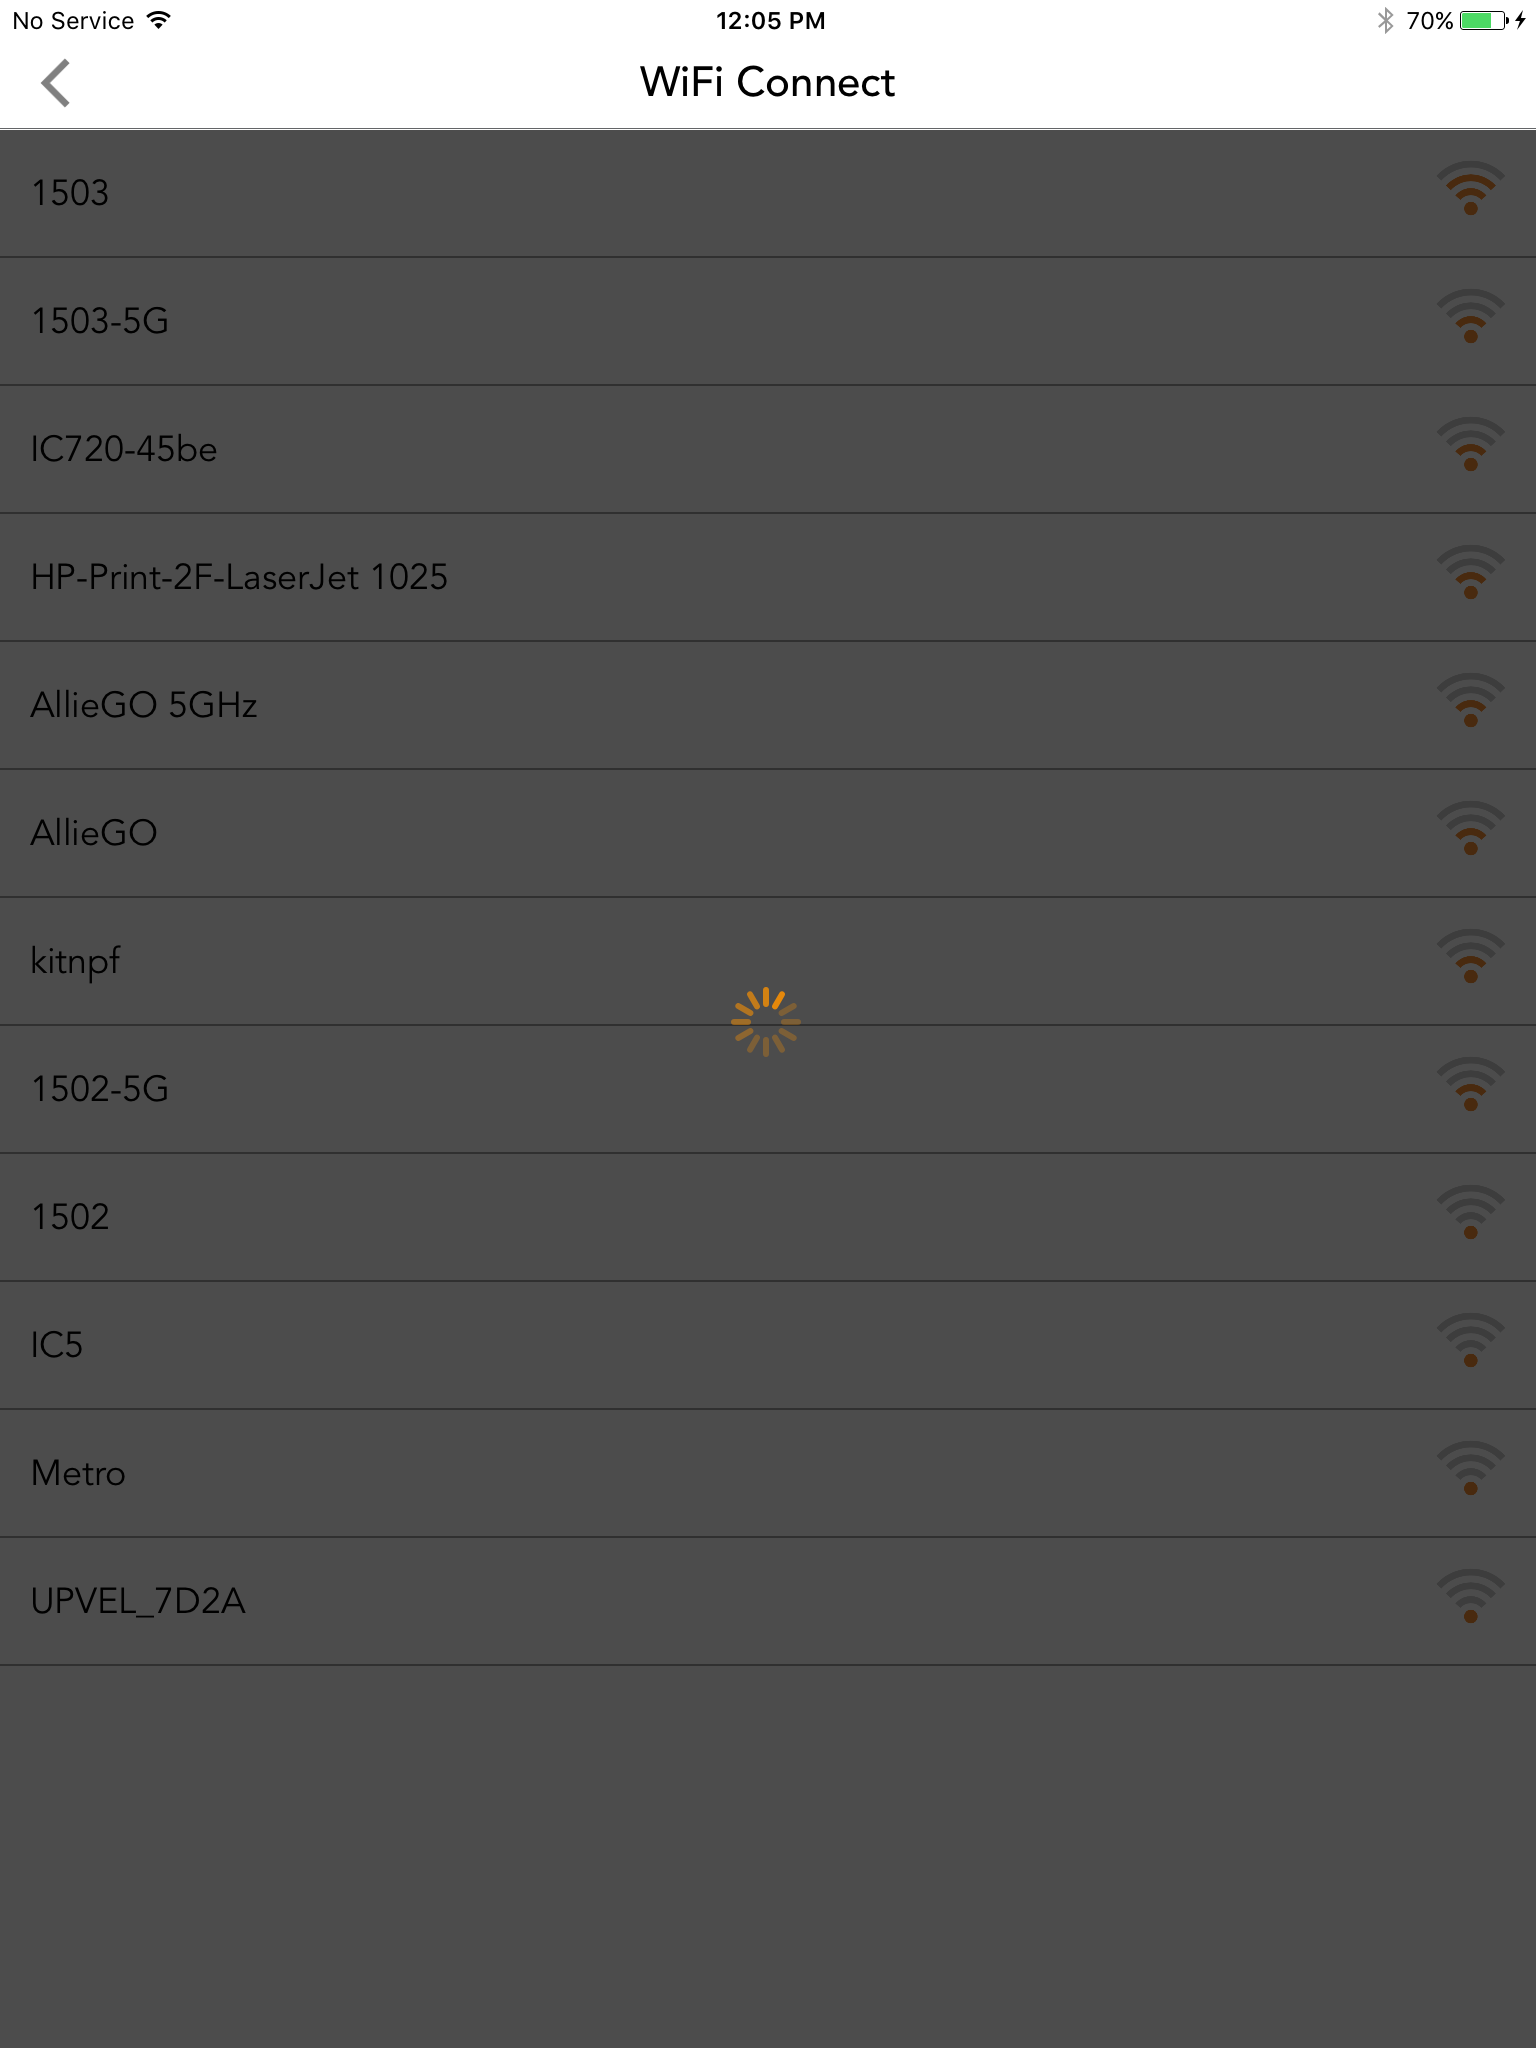 No Service 12:05 PM 70%
WiFi Connect
1503
1503-5G
IC720-45be
HP-Print-2F-LaserJet 1025
AllieGO 5GHz
AllieGO
kitnpf
1502-5G
1502
IC5
Metro
UPVEL_7D2A